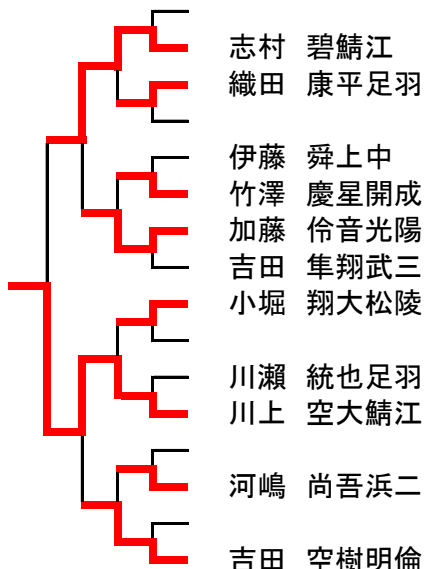 志村 碧鯖江
織田 康平足羽
伊藤 舜上中
竹澤 慶星開成
加藤 伶音光陽
吉田 隼翔武三
小堀 翔大松陵
川瀨 統也足羽
川上 空大鯖江
河嶋 尚吾浜二
吉田 空樹明倫